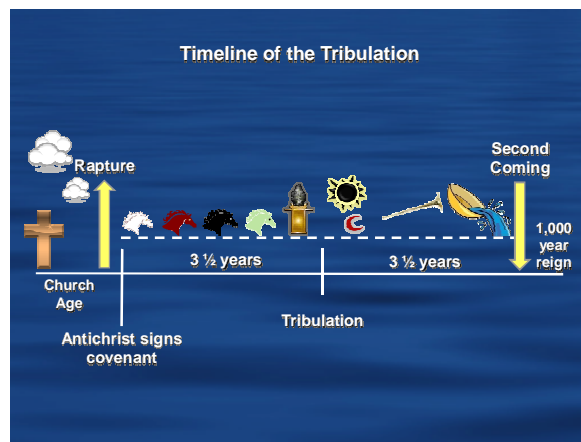 Timeline of the Tribulation
Rapture
Second
Coming
1,000
year
reign
3 ½ years
3 ½ years
Church
Age
Antichrist signs
covenant
Tribulation